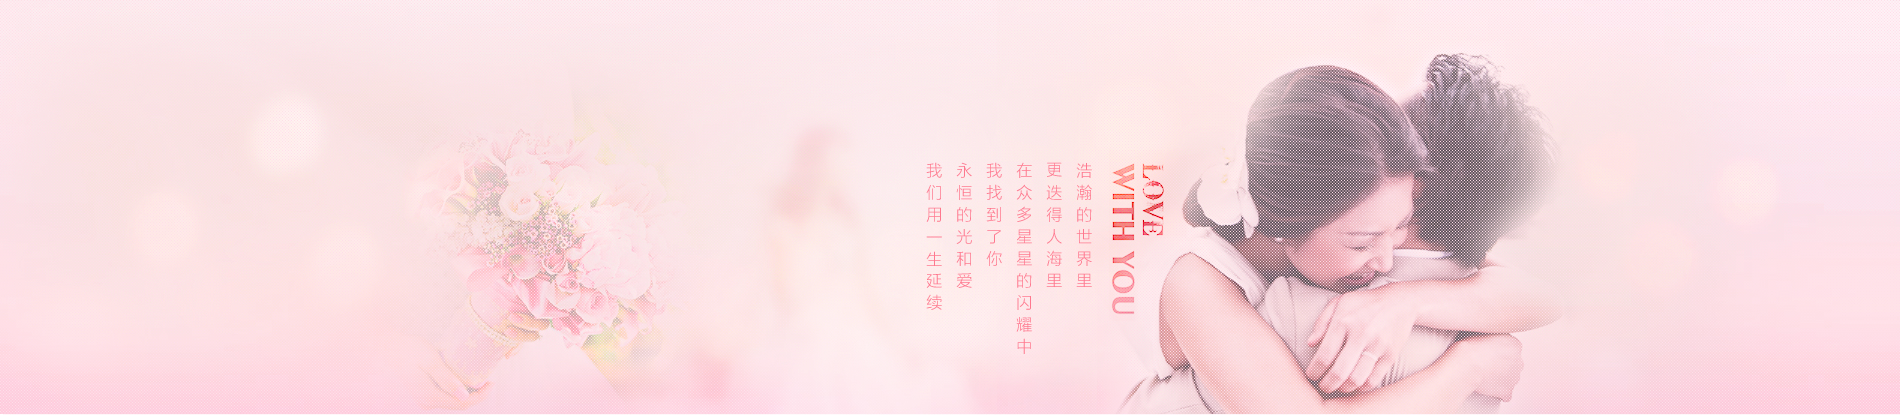 LOVE
WITH YOU
浩瀚的世界里
更迭得人海里
在众多星星的闪耀中
我找到了你
永恒的光和爱
我们用一生延续